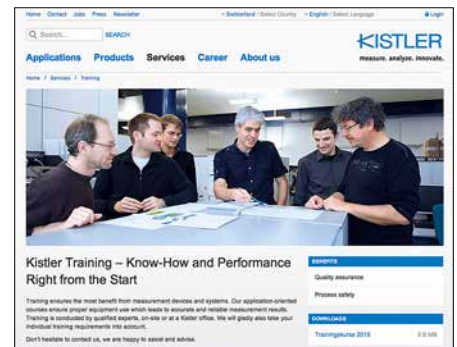 Home Contact Jobs Press Newsletter
Switzerland / Select Country
English / Select Language
Login
Search...
SEARCH
KISTLER
measure. analyze. innovate.
Applications Products Services Career About us
Home / Services / Training
Kistler Training – Know-How and Performance
Right from the Start
Training ensures the most benefit from measurement devices and systems. Our application-oriented
courses ensure proper equipment use which leads to accurate and reliable measurement results.
Training is conducted by qualified experts, on-site or at a Kistler office. We will gladly also take your
individual training requirements into account.
Don't hesitate to contact us, we are happy to assist and advise.
BENEFITS
Quality assurance
Process safety
DOWNLOADS
Trainingskurse 2015